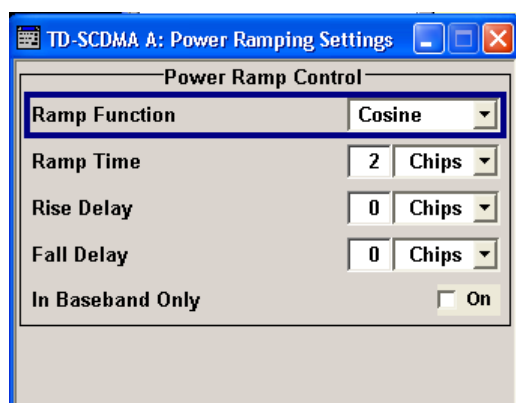 TD-SCDMA A: Power Ramping Settings
Power Ramp Control
Ramp Function Cosine
Ramp Time 2 Chips
Rise Delay 0 Chips
Fall Delay 0 Chips
In Baseband Only On